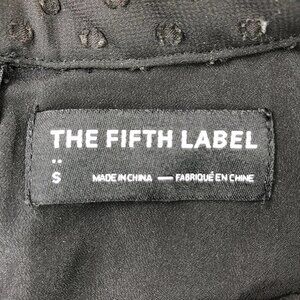 THE FIFTH LABEL
S
MADE IN CHINA — FABRIQUÉ EN CHINE